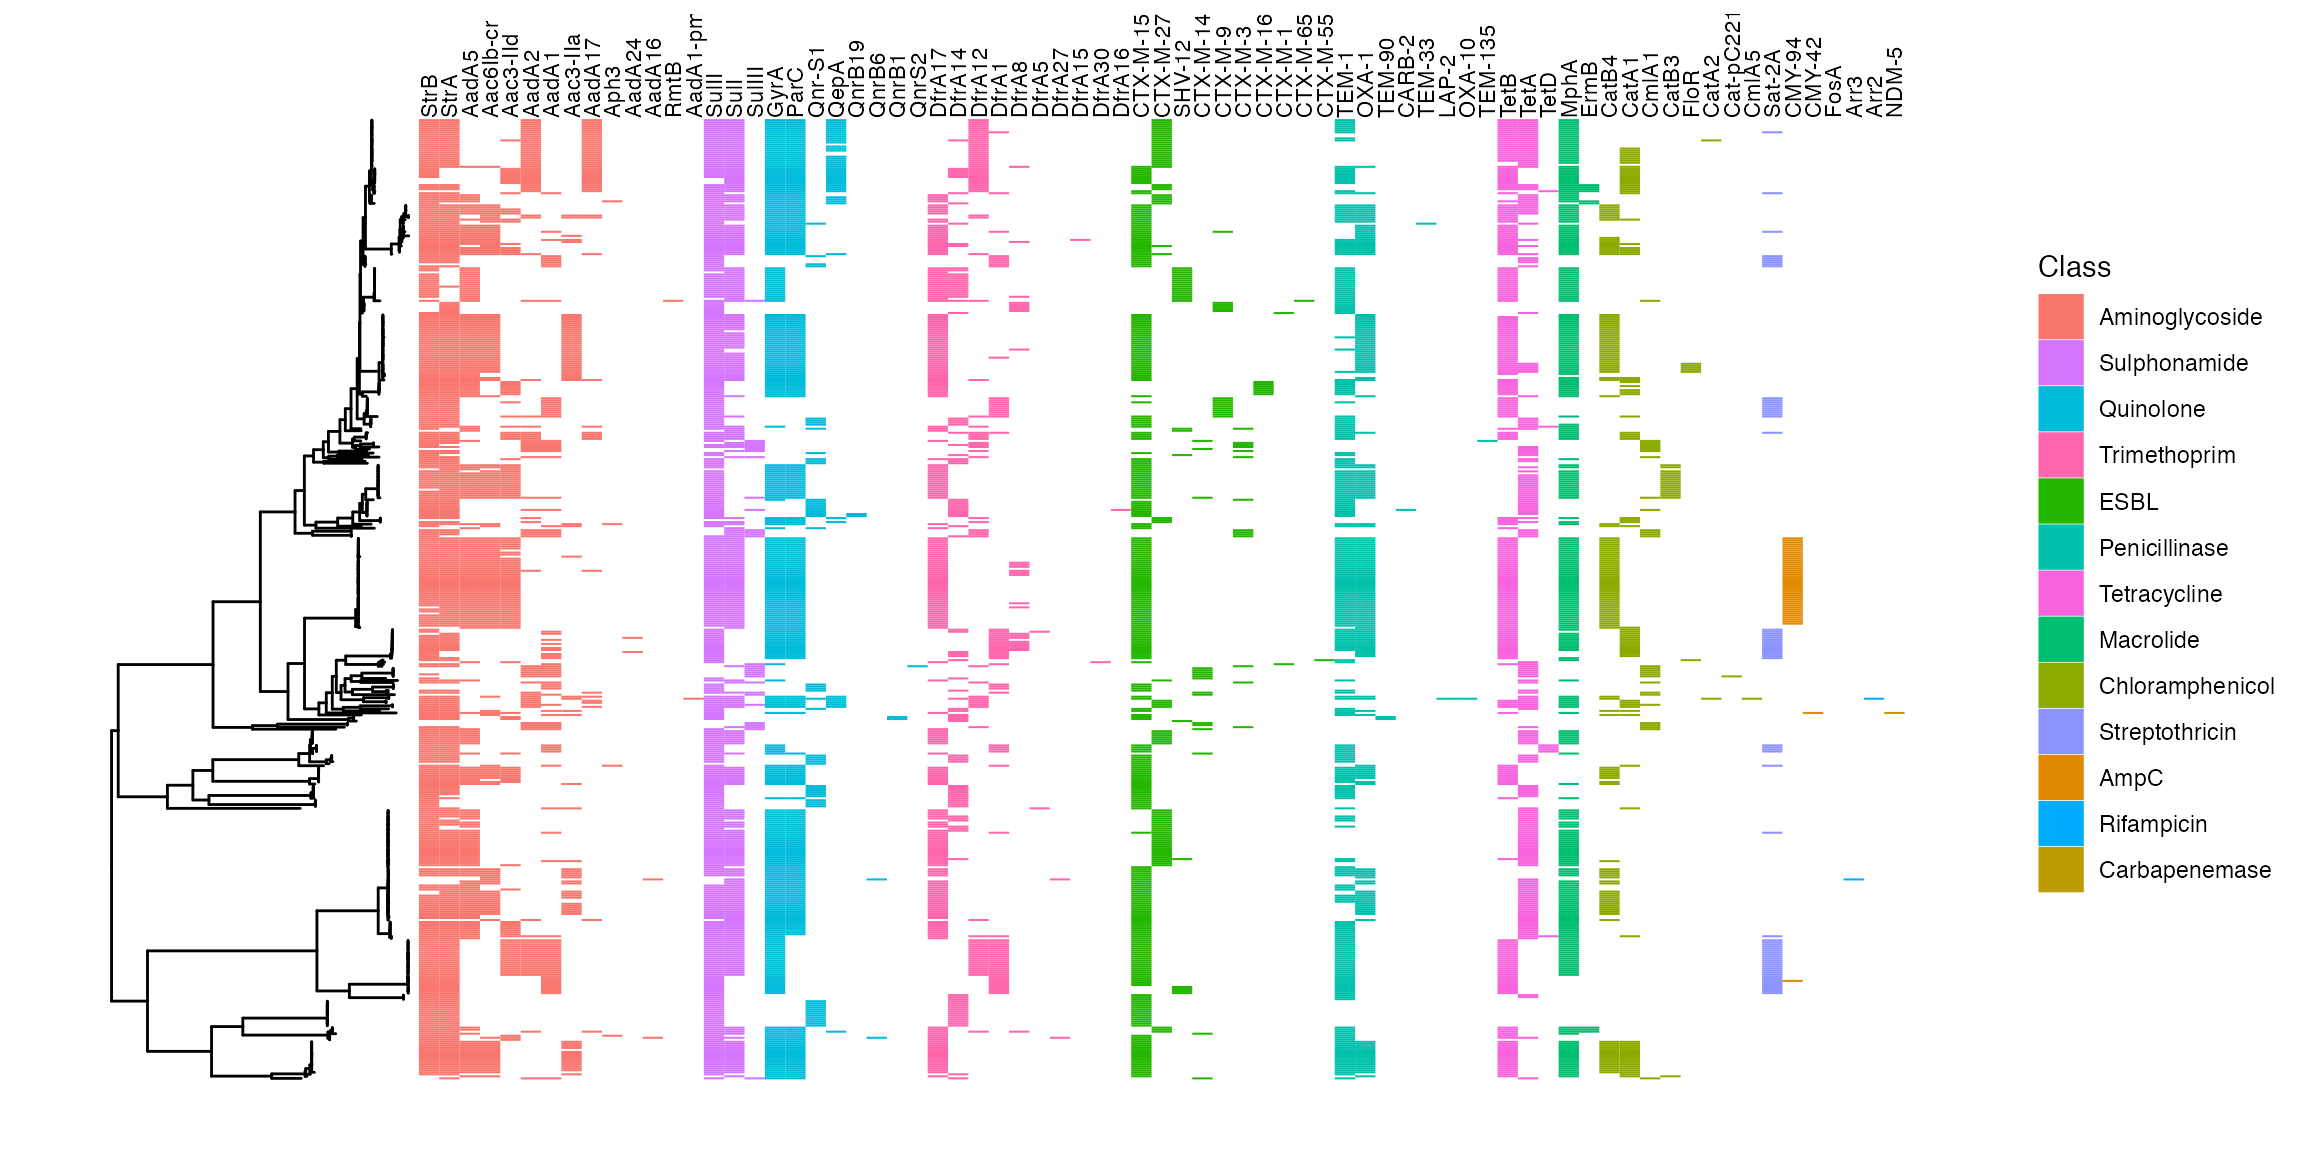 StrB
StrA
AadA5
Aac6Ib-cr
Aac3-IId
AadA2
AadA1
Aac3-IIa
AadA17
Aph3
AadA24
AadA16
RmtB
AadA1-pm
SulII
SulI
SulIII
GyrA
ParC
Qnr-S1
QepA
QnrB19
QnrB6
QnrB1
QnrS2
DfrA17
DfrA14
DfrA12
DfrA1
DfrA8
DfrA5
DfrA27
DfrA15
DfrA30
DfrA16
CTX-M-15
CTX-M-27
SHV-12
CTX-M-14
CTX-M-9
CTX-M-3
CTX-M-16
CTX-M-1
CTX-M-65
CTX-M-55
TEM-1
OXA-1
TEM-90
CARB-2
TEM-33
LAP-2
OXA-10
TEM-135
TetB
TetA
TetD
MphA
ErmB
CatB4
CatA1
CmlA1
CatB3
FloR
CatA2
Cat-pC221
CmlA5
Sat-2A
CMY-94
CMY-42
FosA
Arr3
Arr2
NDM-5
Class
Aminoglycoside
Sulphonamide
Quinolone
Trimethoprim
ESBL
Penicillinase
Tetracycline
Macrolide
Chloramphenicol
Streptothricin
AmpC
Rifampicin
Carbapenemase